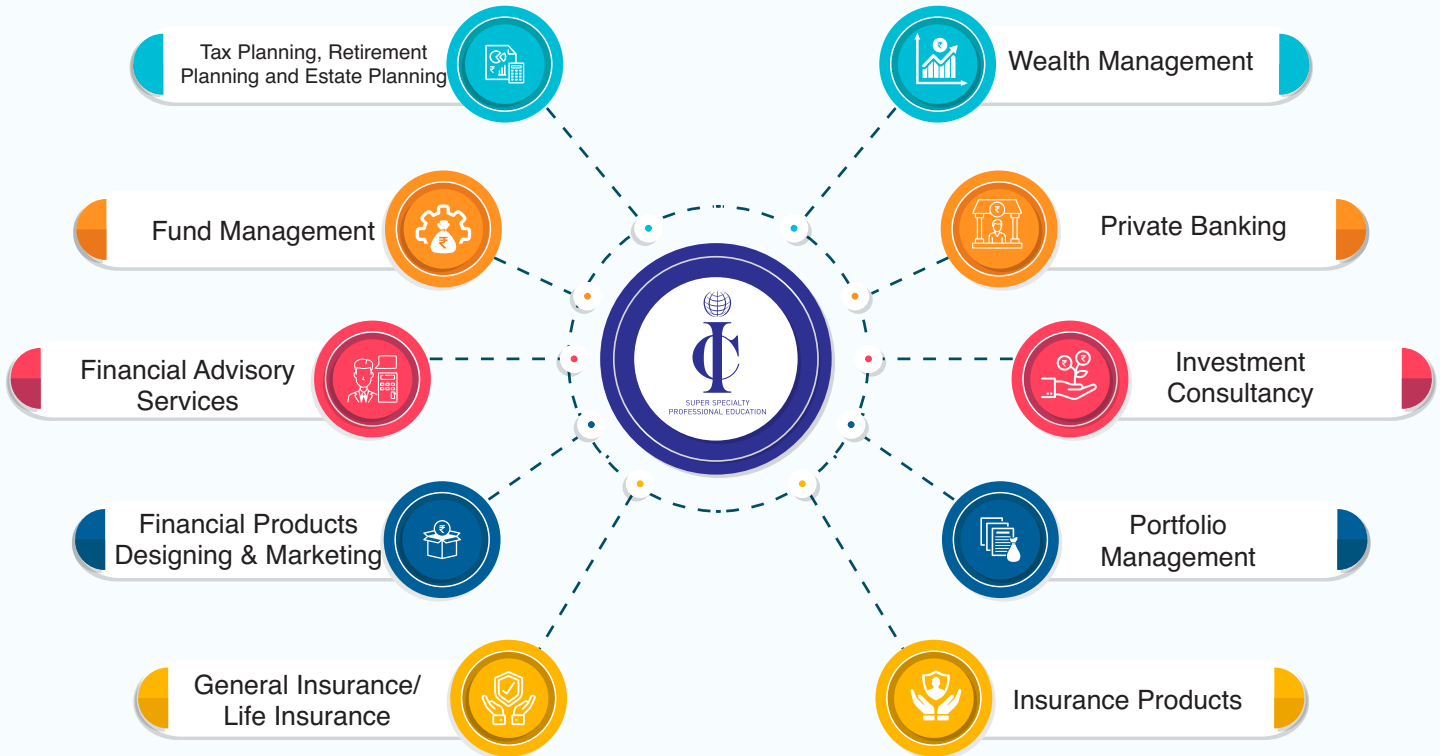 Tax Planning, Retirement
Planning and Estate Planning
Wealth Management
Fund Management
Private Banking
Financial Advisory
Services
Investment
Consultancy
IC
SUPER SPECIALTY
PROFESSIONAL EDUCATION
Financial Products
Designing & Marketing
Portfolio
Management
General Insurance/
Life Insurance
Insurance Products